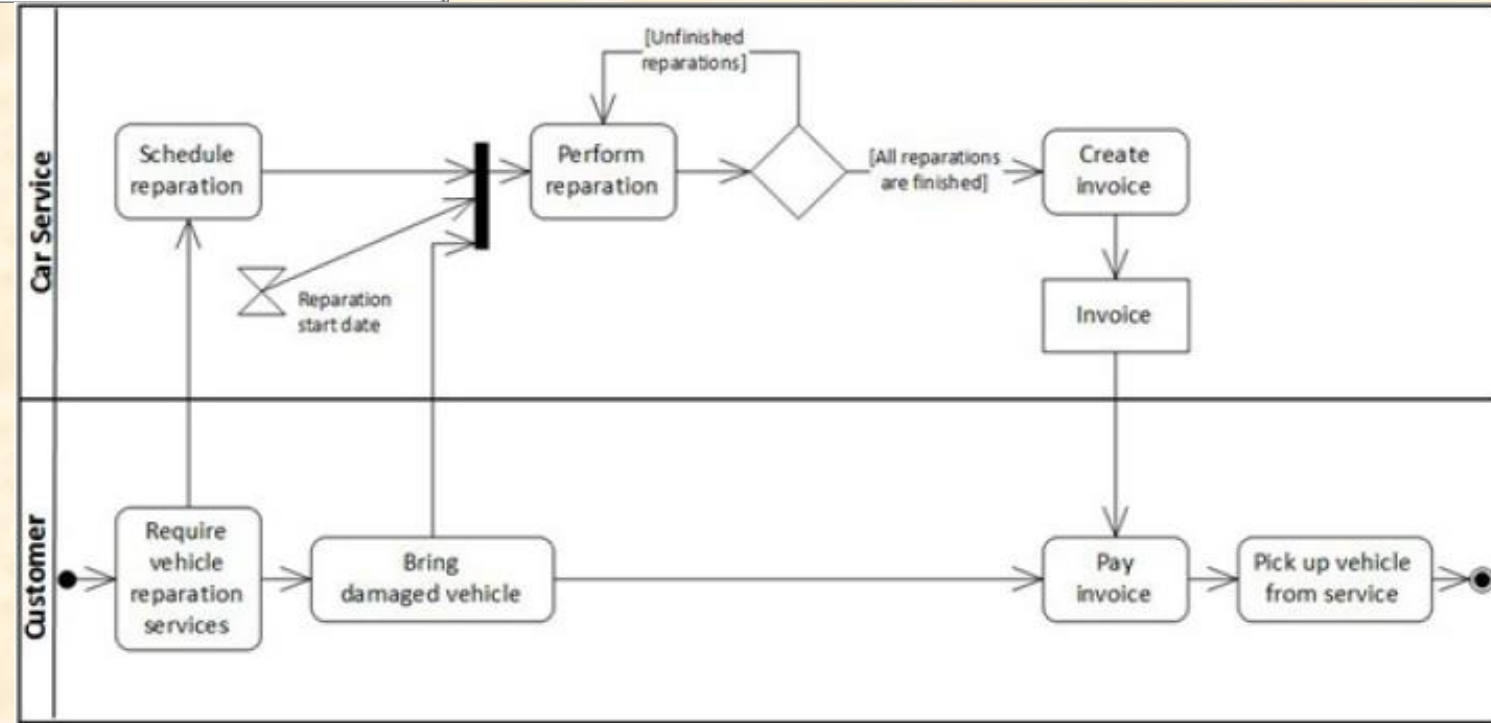 Car Service
[Unfinished
reparations]
Schedule
reparation
Perform
reparation
[All reparations
are finished]
Create
invoice
Reparation
start date
Invoice
Customer
Require
vehicle
reparation
services
Bring
damaged vehicle
Pay
invoice
Pick up vehicle
from service